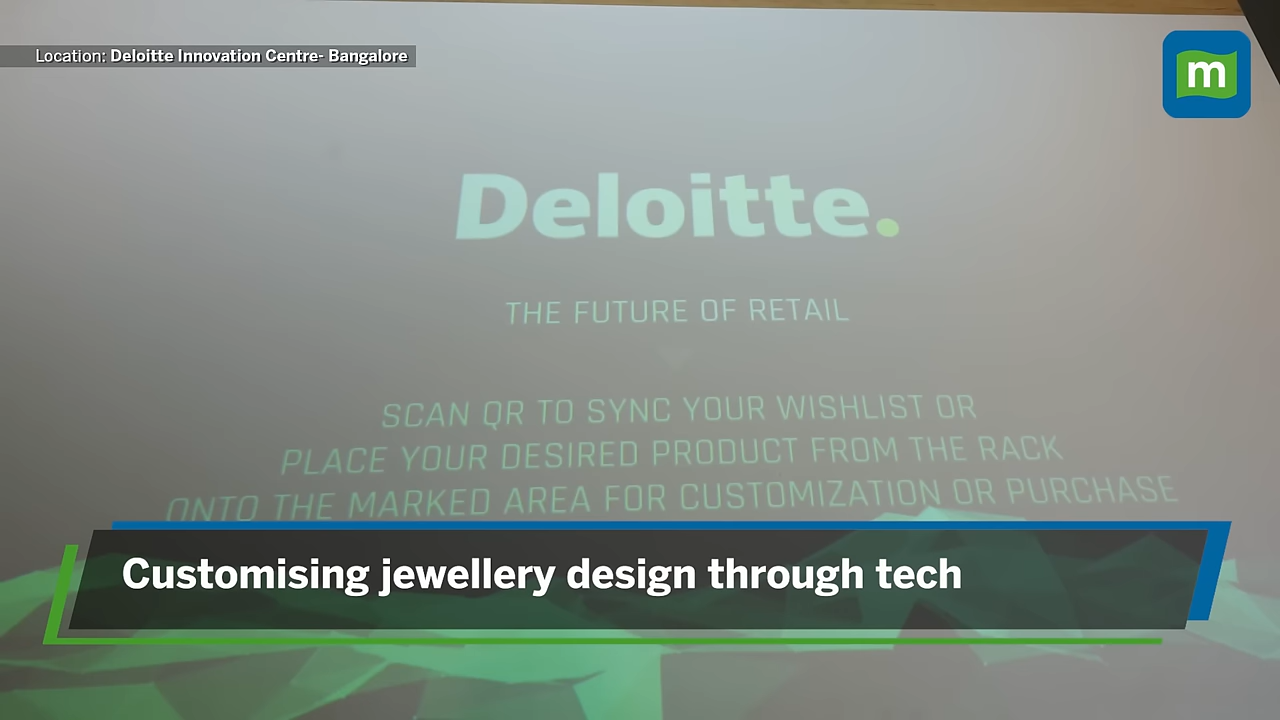 Location: Deloitte Innovation Centre- Bangalore
m
Deloitte.
THE FUTURE OF RETAIL
SCAN QR TO SYNC YOUR WISHLIST OR
PLACE YOUR DESIRED PRODUCT FROM THE RACK
ONTO THE MARKED AREA FOR CUSTOMIZATION OR PURCHASE
Customising jewellery design through tech